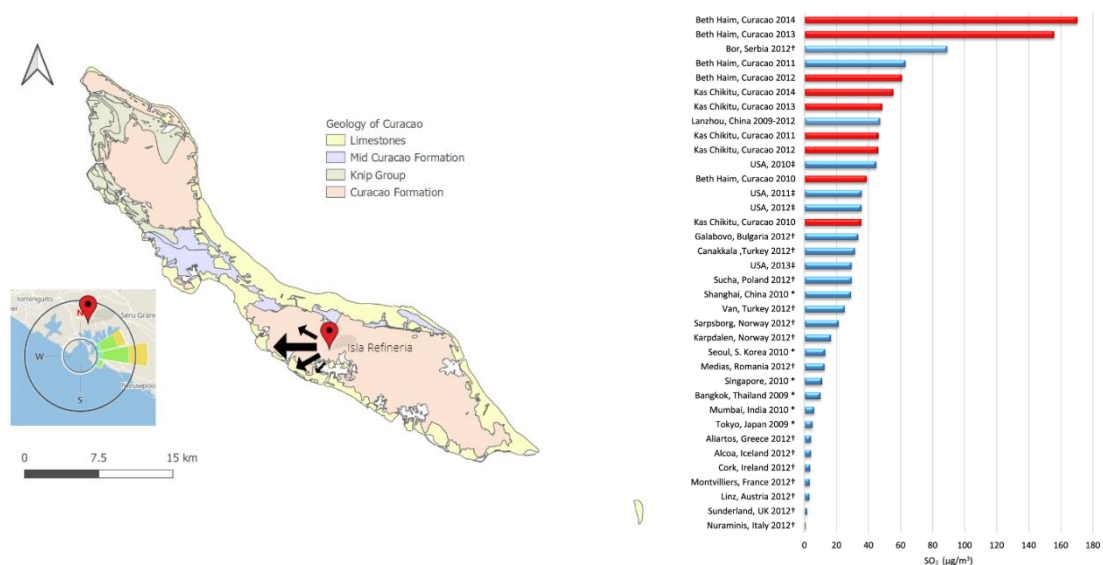 Geology of Curacao
Limestones
Mid Curacao Formation
Knip Group
Curacao Formation
Isla Refineria
N
W
S
0 7.5 15 km
Beth Haim, Curacao 2014
Beth Haim, Curacao 2013
Bor, Serbia 2012†
Beth Haim, Curacao 2011
Beth Haim, Curacao 2012
Kas Chikitu, Curacao 2014
Kas Chikitu, Curacao 2013
Lanzhou, China 2009-2012
Kas Chikitu, Curacao 2011
Kas Chikitu, Curacao 2012
USA, 2010‡
Beth Haim, Curacao 2010
USA, 2011‡
USA, 2012‡
Kas Chikitu, Curacao 2010
Galabovo, Bulgaria 2012†
Canakkala ,Turkey 2012†
USA, 2013‡
Sucha, Poland 2012†
Shanghai, China 2010 *
Van, Turkey 2012†
Sarpsborg, Norway 2012†
Karpdalen, Norway 2012†
Seoul, S. Korea 2010 *
Medias, Romania 2012†
Singapore, 2010 *
Bangkok, Thailand 2009 *
Mumbai, India 2010 *
Tokyo, Japan 2009 *
Aliartos, Greece 2012†
Alcoa, Iceland 2012†
Cork, Ireland 2012†
Montvilliers, France 2012†
Linz, Austria 2012†
Sunderland, UK 2012†
Nuraminis, Italy 2012†
0 20 40 60 80 100 120 140 160 180
SO₂ (µg/m³)